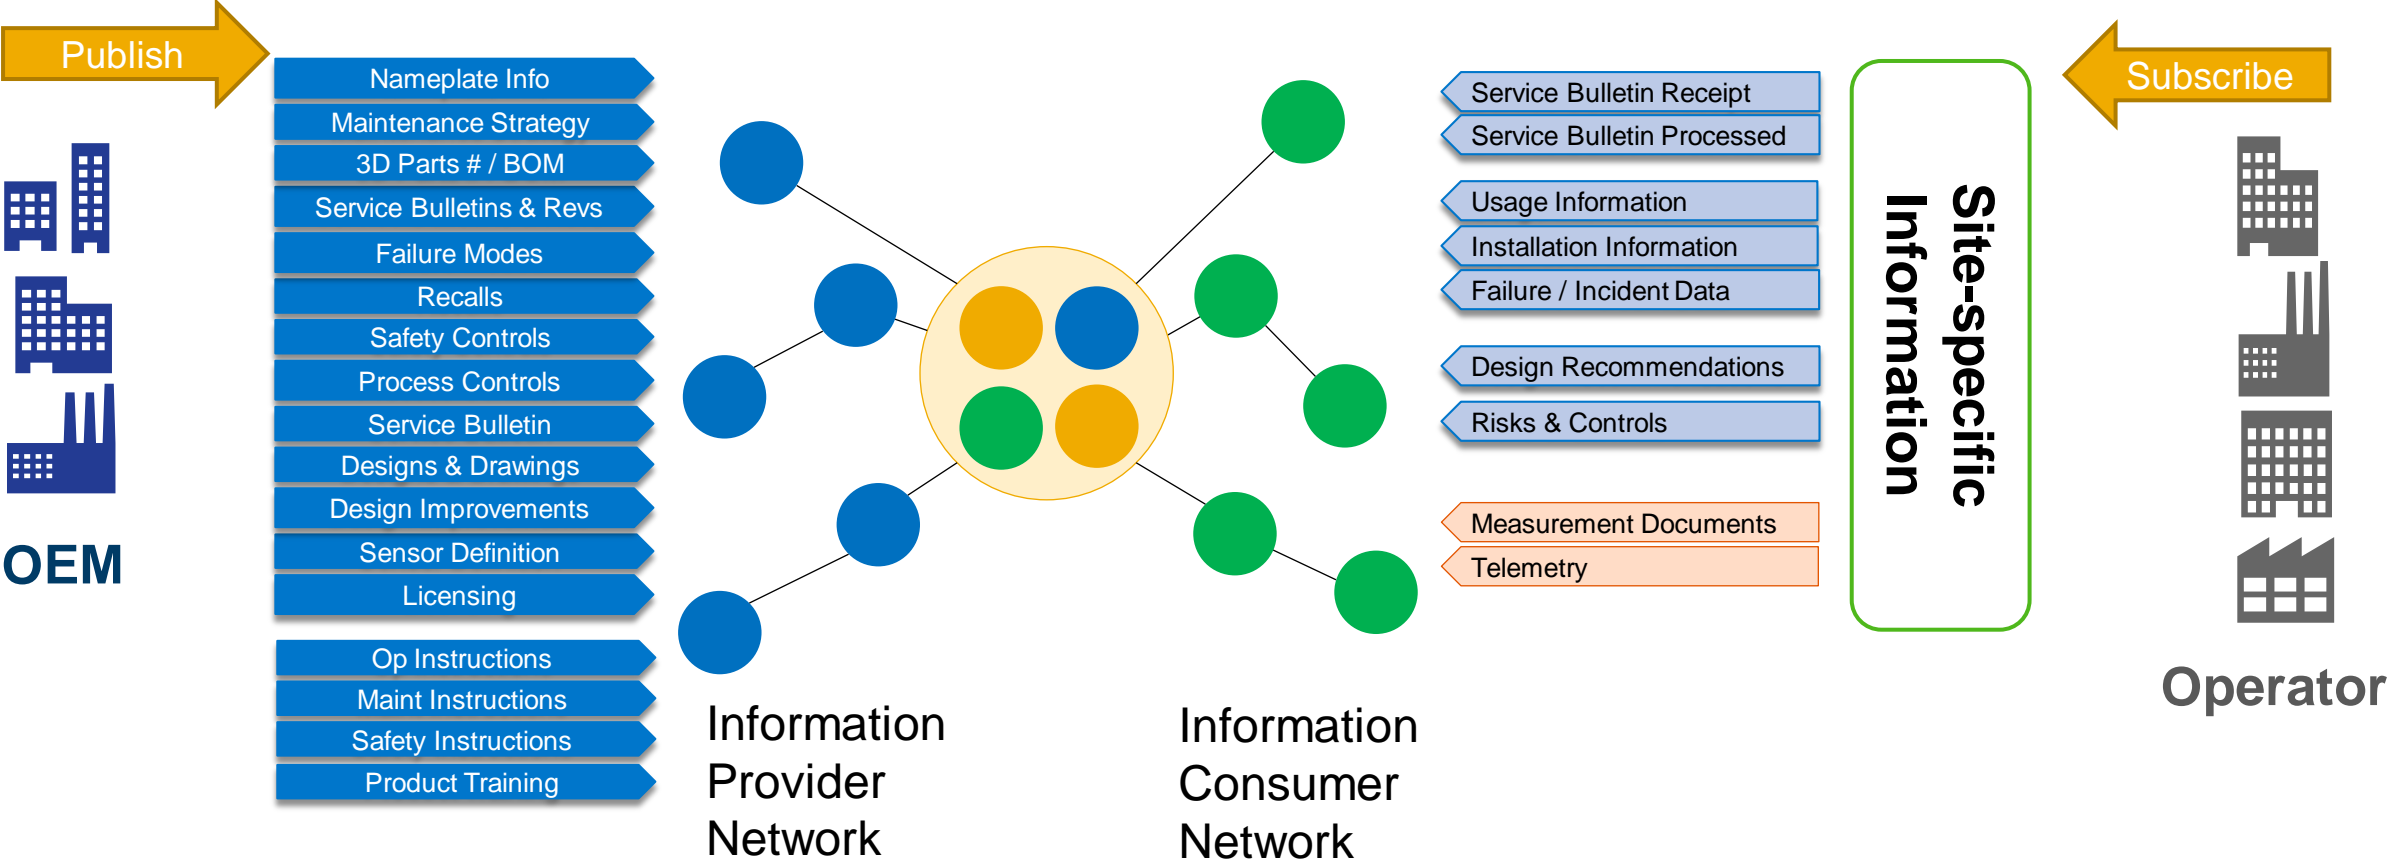 Publish
Nameplate Info
Maintenance Strategy
3D Parts # / BOM
Service Bulletins & Revs
Failure Modes
Recalls
Safety Controls
Process Controls
Service Bulletin
Designs & Drawings
Design Improvements
Sensor Definition
Licensing
Op Instructions
Maint Instructions
Safety Instructions
Product Training
OEM
Information
Provider
Network
Information
Consumer
Network
Service Bulletin Receipt
Service Bulletin Processed
Usage Information
Installation Information
Failure / Incident Data
Design Recommendations
Risks & Controls
Measurement Documents
Telemetry
Site-specific
Information
Subscribe
Operator